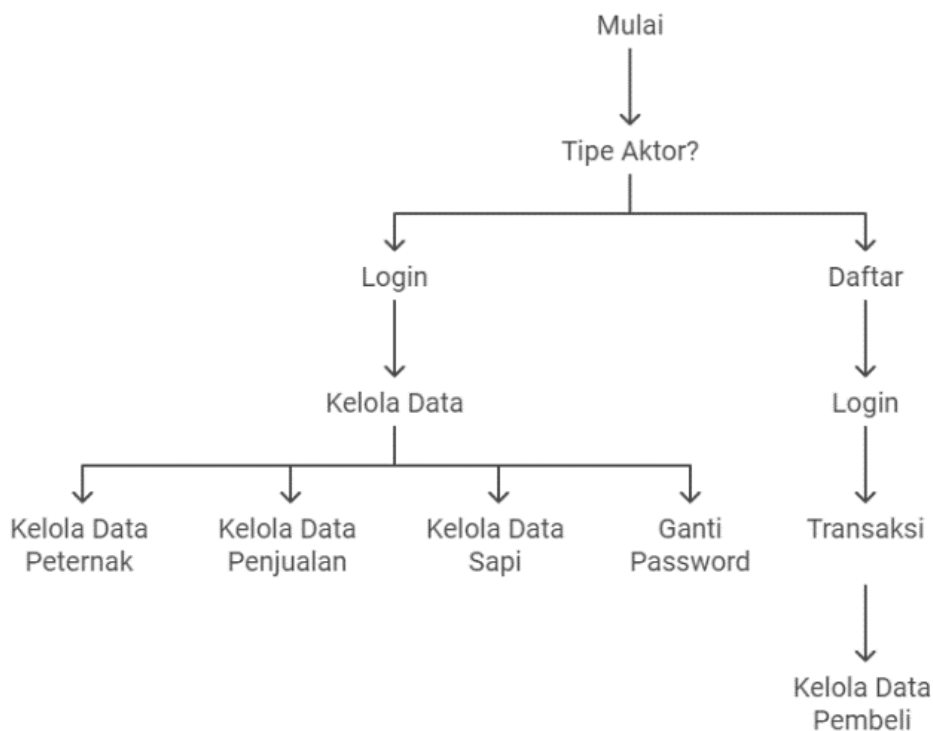 Mulai
Tipe Aktor?
Login
Daftar
Kelola Data
Login
Kelola Data
Peternak
Kelola Data
Penjualan
Kelola Data
Sapi
Ganti
Password
Transaksi
Kelola Data
Pembeli